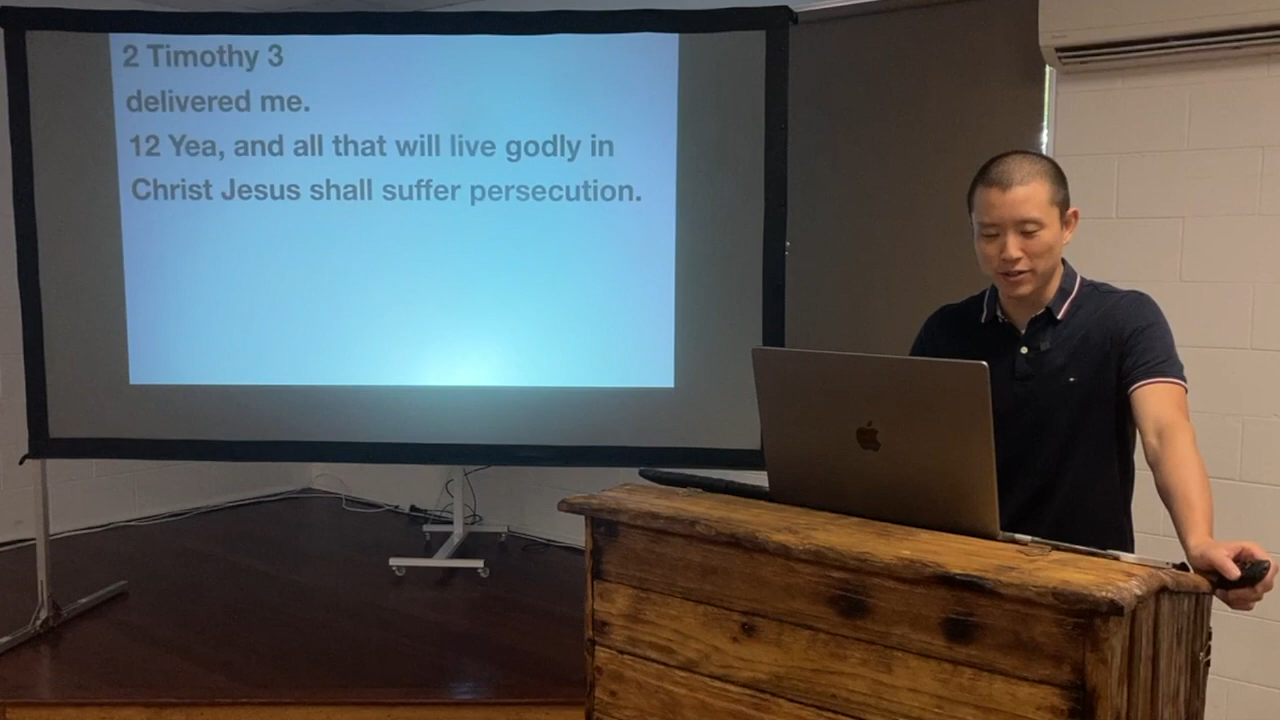 2 Timothy 3
delivered me.
12 Yea, and all that will live godly in
Christ Jesus shall suffer persecution.